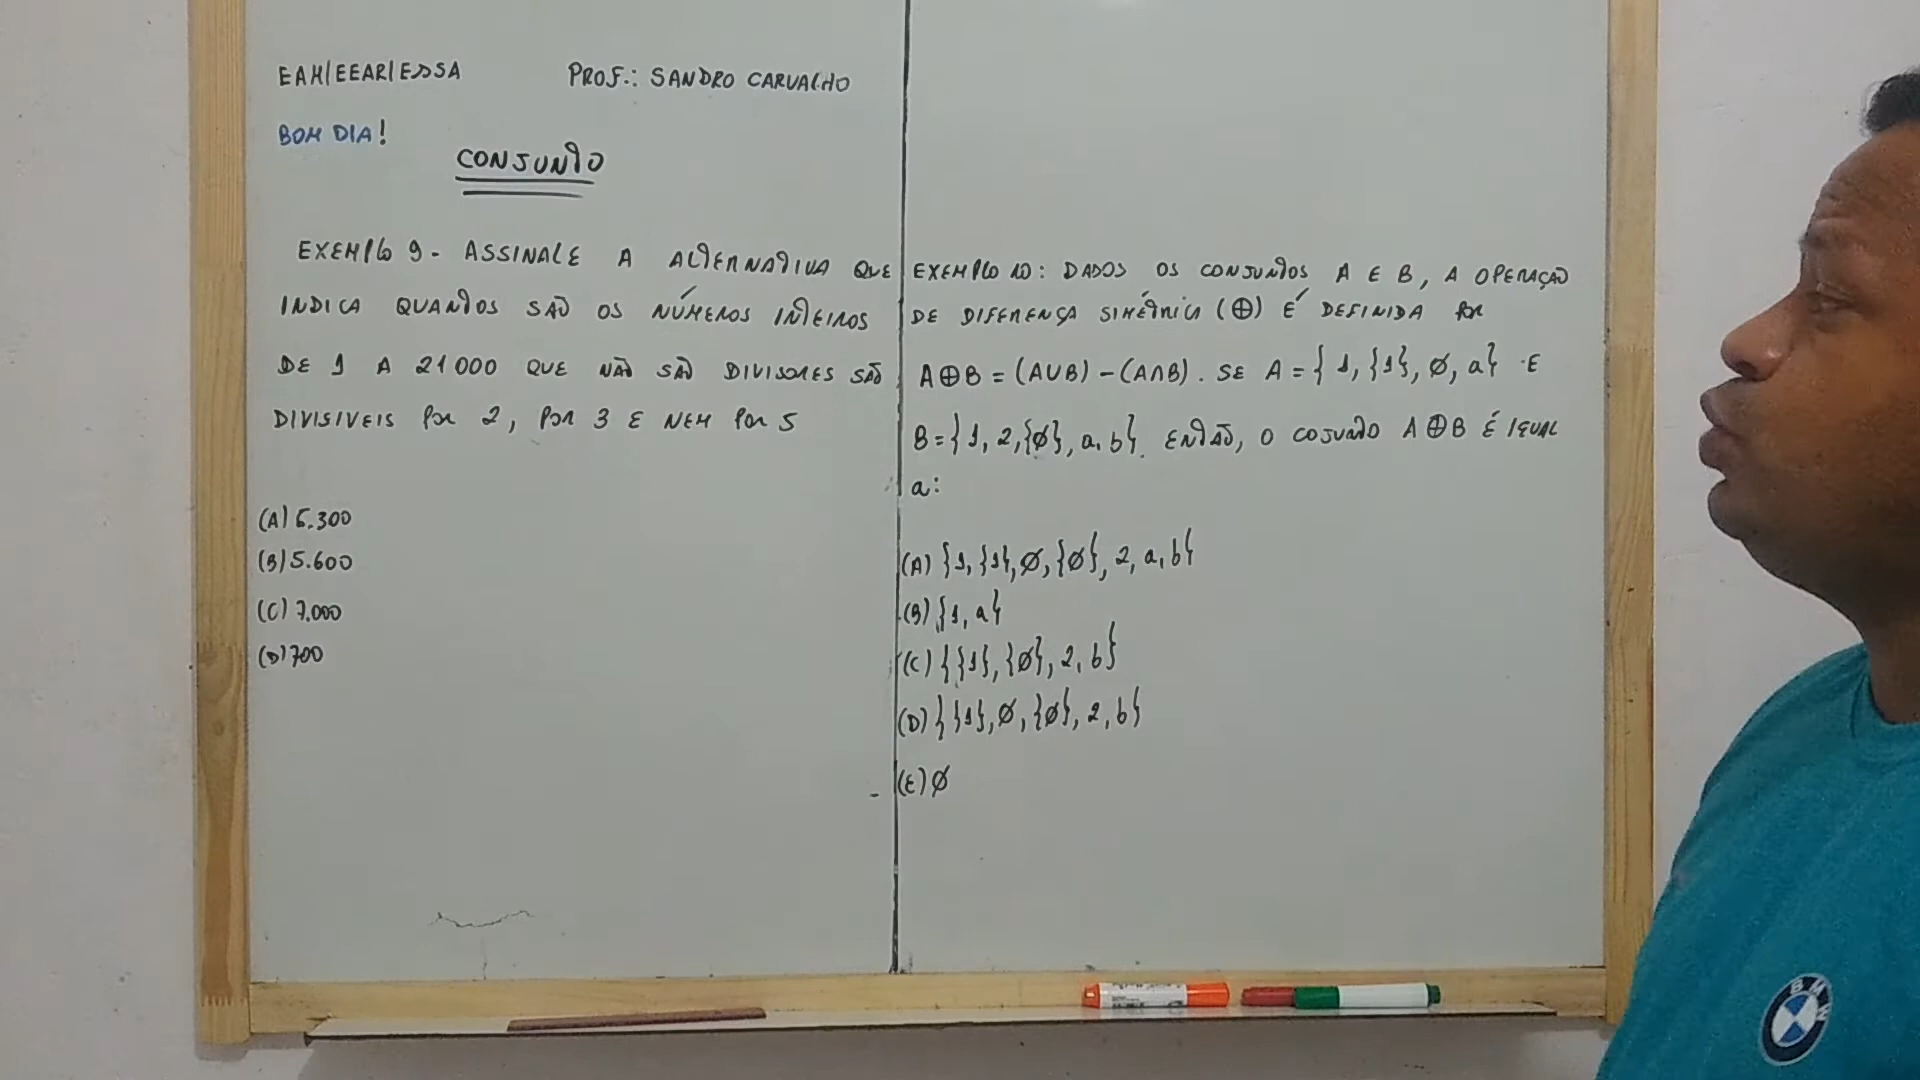 EAM/EEAR/ESSA PROF.: SANDRO CARVALHO
BOM DIA!
CONJUNTO
EXEMPLO 9 - ASSINALE A ALTERNATIVA QUE
INDICA QUANTOS SÃO OS NÚMEROS INTEIROS
DE 1 A 21000 QUE NÃO SÃO DIVISORES SÃO
DIVISIVEIS POR 2, POR 3 E NEM POR 5
(A) 5.300
(B) 5.600
(C) 7.000
(D) 700
EXEMPLO 10: DADOS OS CONJUNTOS A E B, A OPERAÇÃO
DE DIFERENÇA SIMÉTRICA (⊕) É DEFINIDA POR
A⊕B = (A∪B) – (A∩B). SE A = {1, {1}, ∅, a} E
B = {1, 2, {∅}, a, b}. ENTÃO, O COJUNTO A⊕B É IGUAL
a:
(A) {1, {1}, ∅, {∅}, 2, a, b}
(B) {1, a}
(C) {{1}, {∅}, 2, b}
(D) {{1}, ∅, {∅}, 2, b}
(E) ∅
BMW